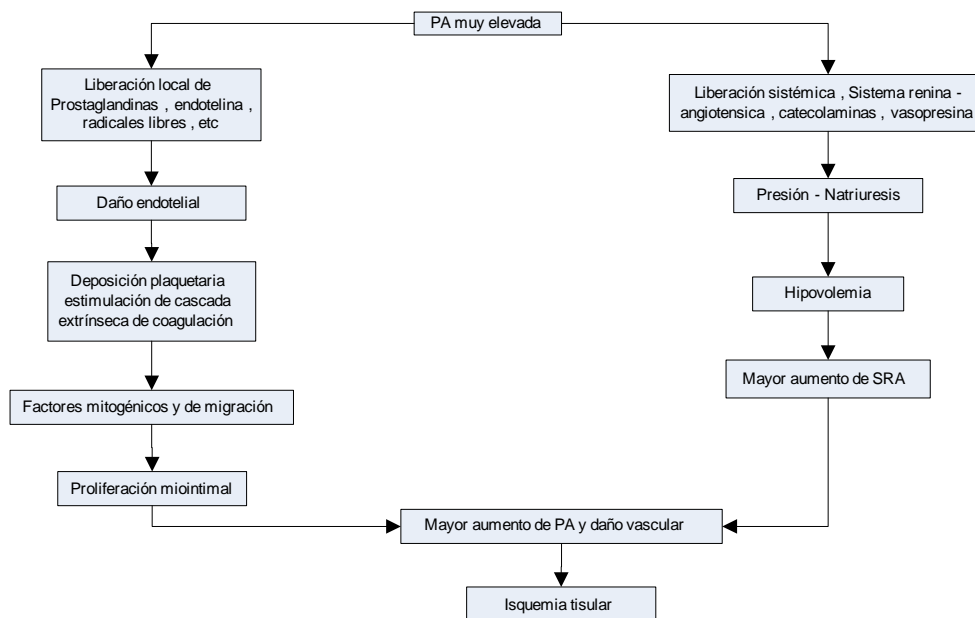 PA muy elevada
Liberación local de
Prostaglandinas , endotelina ,
radicales libres , etc
Daño endotelial
Deposición plaquetaria
estimulación de cascada
extrínseca de coagulación
Factores mitogénicos y de migración
Proliferación miointimal
Liberación sistémica , Sistema renina -
angiotensica , catecolaminas , vasopresina
Presión - Natriuresis
Hipovolemia
Mayor aumento de SRA
Mayor aumento de PA y daño vascular
Isquemia tisular